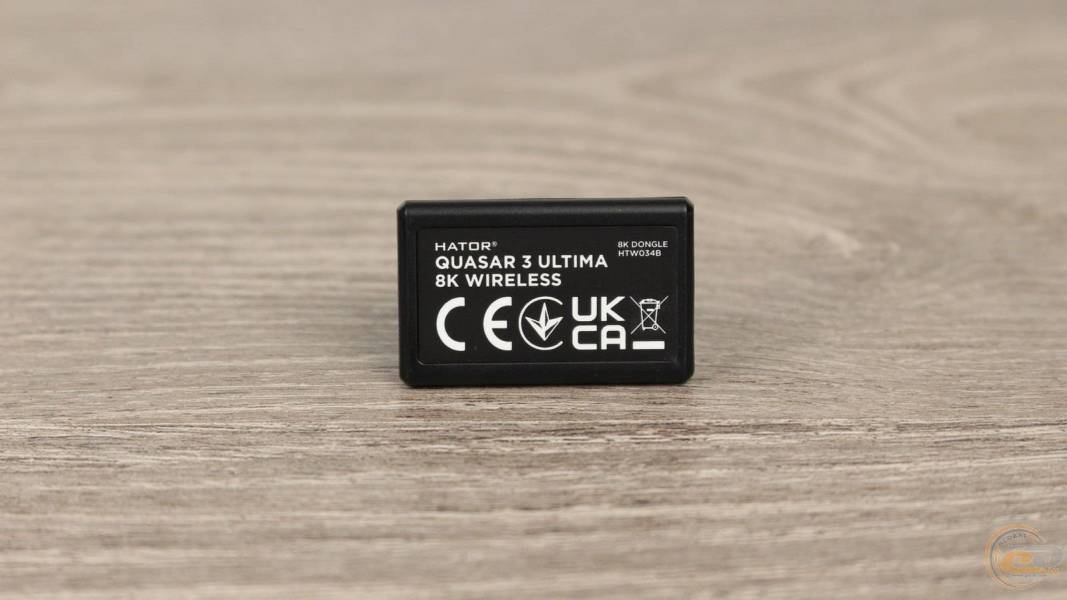 HATOR®
QUASAR 3 ULTIMA
8K WIRELESS
8K DONGLE
HTW034B
CE
UK
CA